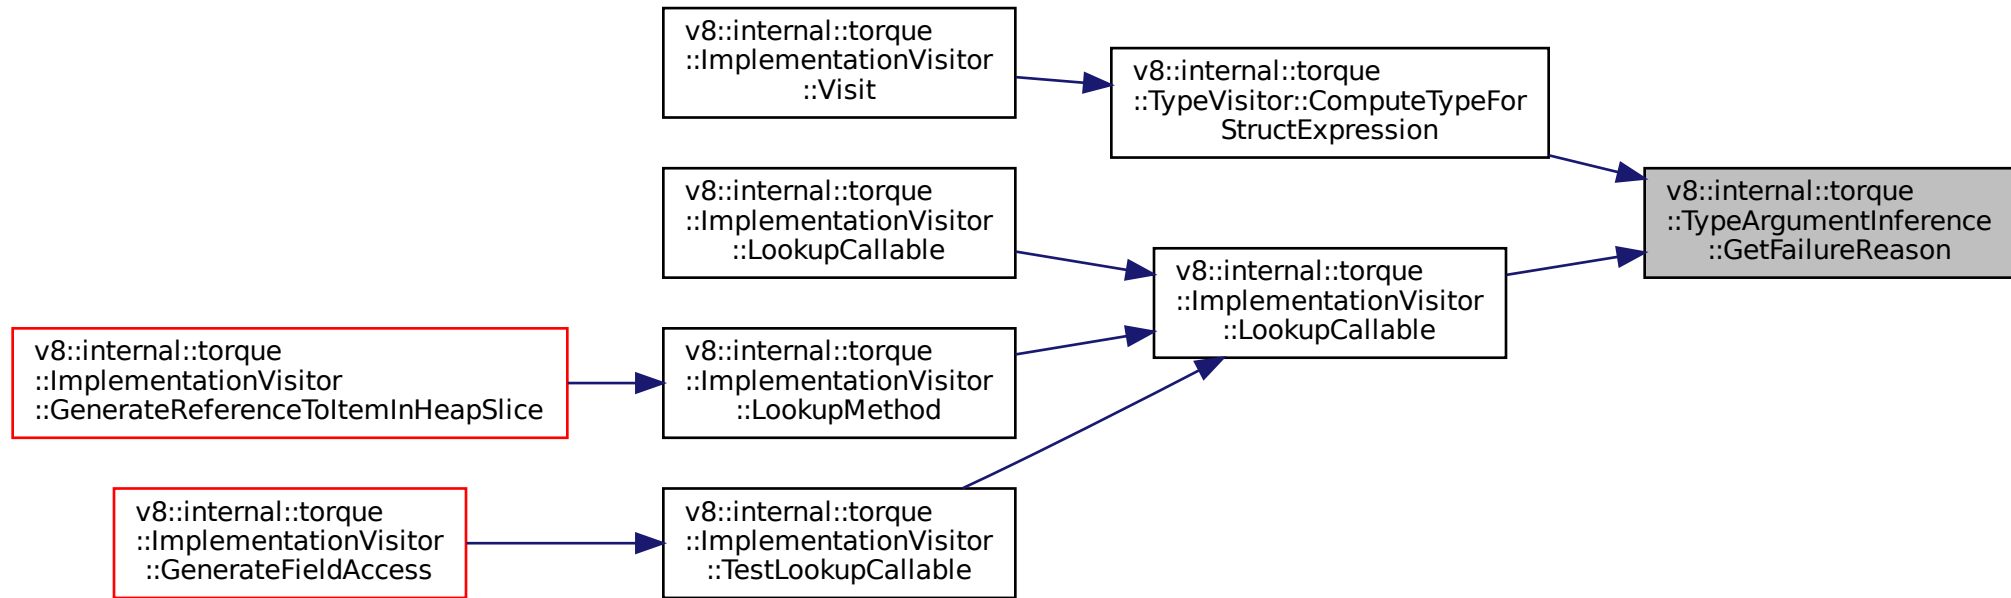 v8::internal::torque
::ImplementationVisitor
::Visit
v8::internal::torque
::TypeVisitor::ComputeTypeFor
StructExpression
v8::internal::torque
::ImplementationVisitor
::LookupCallable
v8::internal::torque
::TypeArgumentInference
::GetFailureReason
v8::internal::torque
::ImplementationVisitor
::LookupCallable
v8::internal::torque
::ImplementationVisitor
::GenerateReferenceToItemInHeapSlice
v8::internal::torque
::ImplementationVisitor
::LookupMethod
v8::internal::torque
::ImplementationVisitor
::GenerateFieldAccess
v8::internal::torque
::ImplementationVisitor
::TestLookupCallable